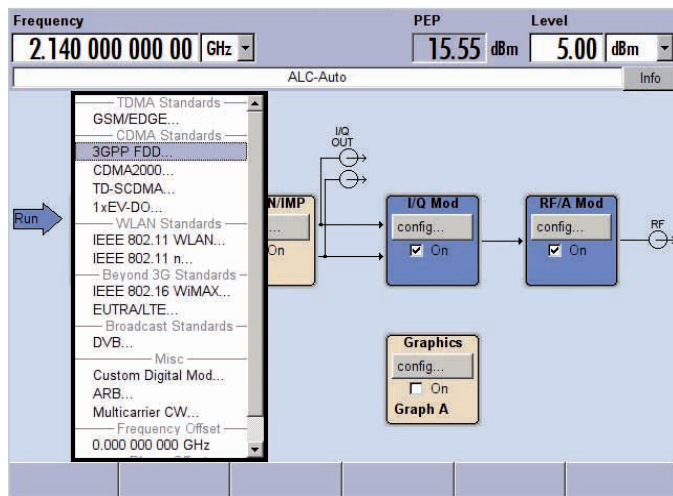 Frequency
PEP
Level
2.140 000 000 00 GHz
15.55 dBm
5.00 dBm
ALC-Auto
Info
TDMA Standards
GSM/EDGE...
CDMA Standards
3GPP FDD...
CDMA2000...
TD-SCDMA...
1xEV-DO...
WLAN Standards
IEEE 802.11 WLAN...
IEEE 802.11 n...
Beyond 3G Standards
IEEE 802.16 WiMAX...
EUTRA/LTE...
Broadcast Standards
DVB...
Misc
Custom Digital Mod...
ARB...
Multicarrier CW...
Frequency Offset
0.000 000 000 GHz
Run
N/IMP
...
On
I/Q
OUT
I/Q Mod
config...
On
RF/A Mod
config...
On
RF
Graphics
config...
On
Graph A